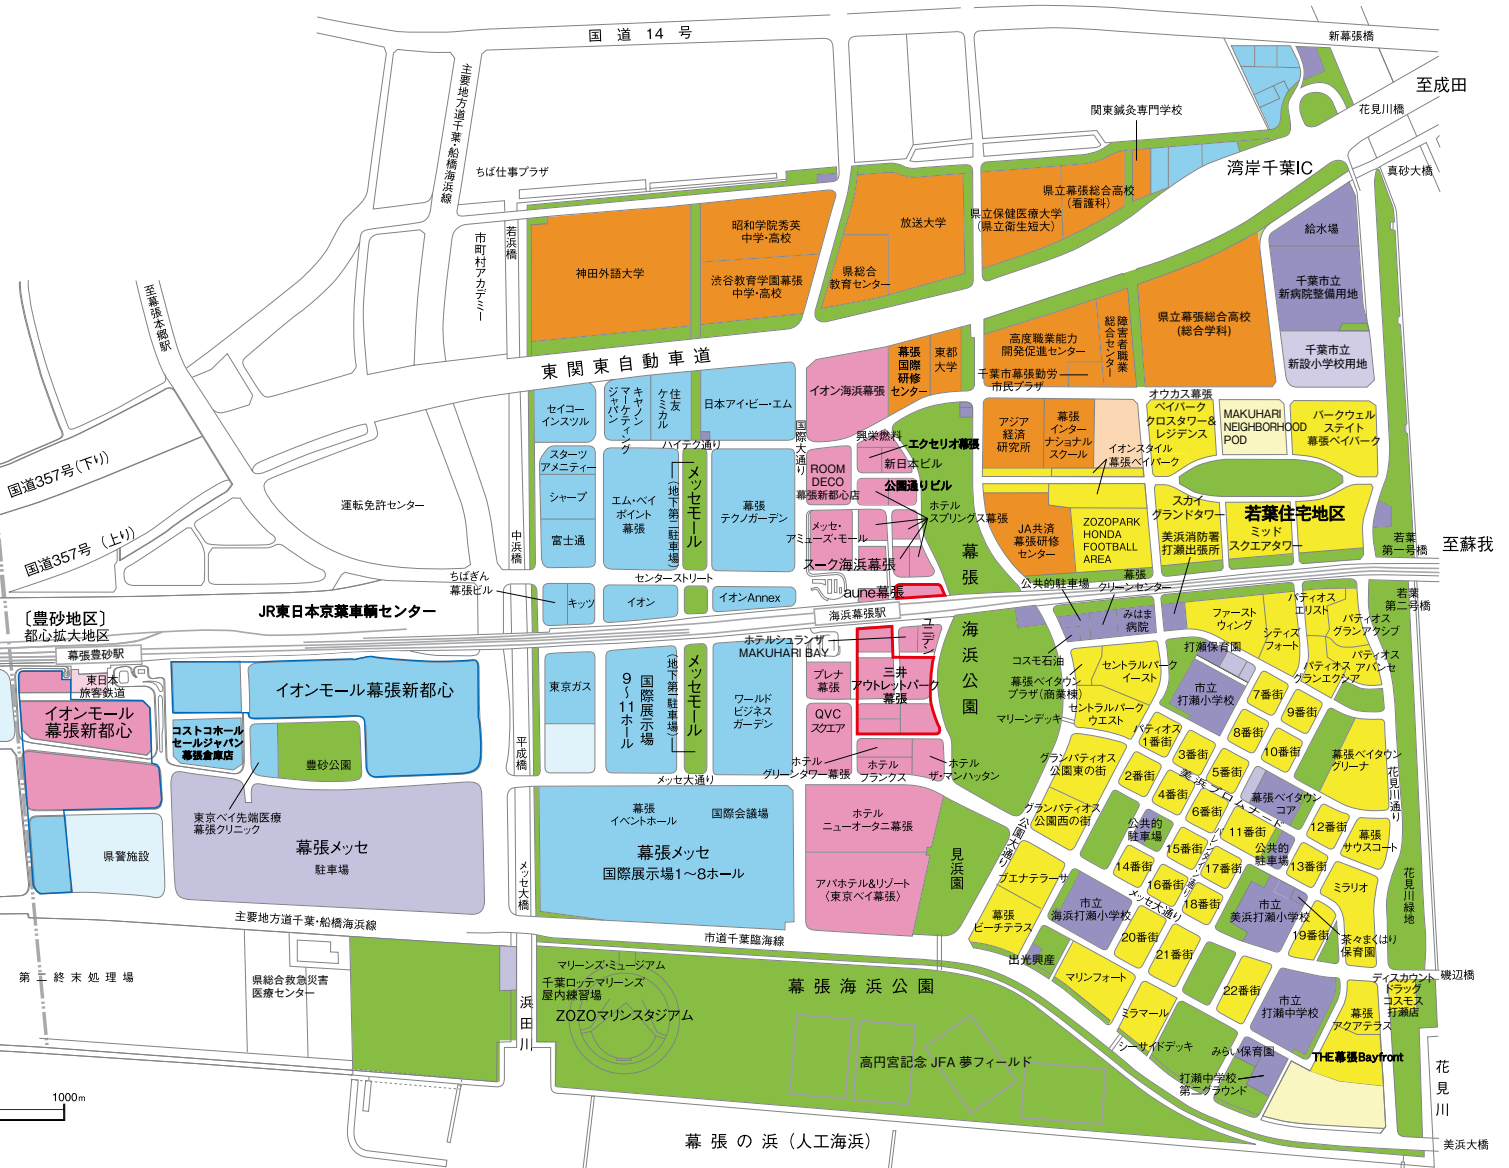 国道14号
新幕張橋
至成田
主要地方道千葉・船橋海浜線
花見川橋
関東鍼灸専門学校
湾岸千葉IC
真砂大橋
ちば仕事プラザ
県立幕張総合高校
(看護科)
昭和学院秀英
中学・高校
放送大学
県立保健医療大学
(県立衛生短大)
給水場
若浜橋
市町村アカデミー
神田外語大学
渋谷教育学園幕張
中学・高校
県総合
教育センター
千葉市立
新病院整備用地
至幕張本郷駅
県立幕張総合高校
(総合学科)
障害者職業
総合センター
高度職業能力
開発促進センター
千葉市立
新設小学校用地
東関東自動車道
幕張
国際
研修
センター
東都
大学
千葉市幕張勤労
市民プラザ
イオン海浜幕張
セイコー
インスツル
キヤノン
マーケティング
ジャパン
住友
ケミカル
日本アイ・ビー・エム
オウカス幕張
ベイパーク
クロスタワー&
レジデンス
MAKUHARI
NEIGHBORHOOD
POD
パークウェル
ステイト
幕張ベイパーク
アジア
経済
研究所
幕張
インター
ナショナル
スクール
イオンスタイル
幕張ベイパーク
ハイテク通り
国際大通り
興栄燃料
エクセリオ幕張
新日本ビル
スターツ
アメニティー
国道357号(下り)
シャープ
エム・ベイ
ポイント
幕張
メッセモール
(地下第二駐車場)
幕張
テクノガーデン
ROOM
DECO
幕張新都心店
公園通りビル
ホテル
スプリングス幕張
運転免許センター
中浜橋
富士通
メッセ・
アミューズ・モール
スーク海浜幕張
JA共済
幕張研修
センター
ZOZOPARK
HONDA
FOOTBALL
AREA
スカイ
グランドタワー
若葉住宅地区
ミッド
スクエアタワー
美浜消防署
打瀬出張所
若葉
第一号橋
至蘇我
国道357号 (上り)
ちばぎん
幕張ビル
センターストリート
キッツ
イオン
イオンAnnex
aune幕張
幕張海浜公園
公共的駐車場
幕張
クリーンセンター
若葉
第二号橋
〔豊砂地区〕
都心拡大地区
JR東日本京葉車輌センター
海浜幕張駅
幕張豊砂駅
みはま
病院
ファースト
ウィング
パティオス
エリスト
パティオス
グランアクシブ
シティズ
フォート
打瀬保育園
パティオス
アバンセ
パティオス
グランエクシア
ホテルシュランザ
MAKUHARI BAY
ユニデン
コスモ石油
幕張ベイタウン
プラザ(商業棟)
セントラルパーク
イースト
セントラルパーク
ウエスト
マリーンデッキ
東日本
旅客鉄道
イオンモール
幕張新都心
イオンモール幕張新都心
コストコホール
セールジャパン
幕張倉庫店
豊砂公園
東京ベイ先端医療
幕張クリニック
東京ガス
国際展示場
9~11ホール
メッセモール
(地下第一駐車場)
ワールド
ビジネス
ガーデン
プレナ
幕張
三井
アウトレットパーク
幕張
QVC
スクエア
平成橋
ホテル
グリーンタワー幕張
ホテル
フランクス
ホテル
ザ・マンハッタン
メッセ大通り
市立
打瀬小学校
7番街
9番街
8番街
10番街
パティオス
1番街
3番街
5番街
2番街
4番街
6番街
グランパティオス
公園東の街
グランパティオス
公園西の街
美浜プロムナード
幕張ベイタウン
グリーナ
花見川通り
幕張ベイタウン
コア
11番街
12番街
幕張
サウスコート
公共的
駐車場
公共的
駐車場
15番街
13番街
14番街
16番街
17番街
18番街
ミラリオ
花見川緑地
幕張
イベントホール
国際会議場
幕張メッセ
国際展示場1~8ホール
ホテル
ニューオータニ幕張
アパホテル&リゾート
〈東京ベイ幕張〉
見浜園
公園大通り
ブエナテラーサ
幕張
ビーチテラス
市立
海浜打瀬小学校
メッセ大通り
市立
美浜打瀬小学校
19番街
茶々まくはり
保育園
県警施設
幕張メッセ
駐車場
メッセ大橋
主要地方道千葉・船橋海浜線
市道千葉臨海線
20番街
21番街
22番街
出光興産
マリンフォート
ミラマール
シーサイドデッキ
市立
打瀬中学校
みらい保育園
打瀬中学校
第二グラウンド
幕張
アクアテラス
THE幕張Bayfront
ディスカウント
ドラッグ
コスモス
打瀬店
磯辺橋
第二終末処理場
県総合救急災害
医療センター
浜田川
マリーンズ・ミュージアム
千葉ロッテマリーンズ
屋内練習場
ZOZOマリンスタジアム
幕張海浜公園
高円宮記念 JFA 夢フィールド
花見川
1000m
幕張の浜(人工海浜)
美浜大橋